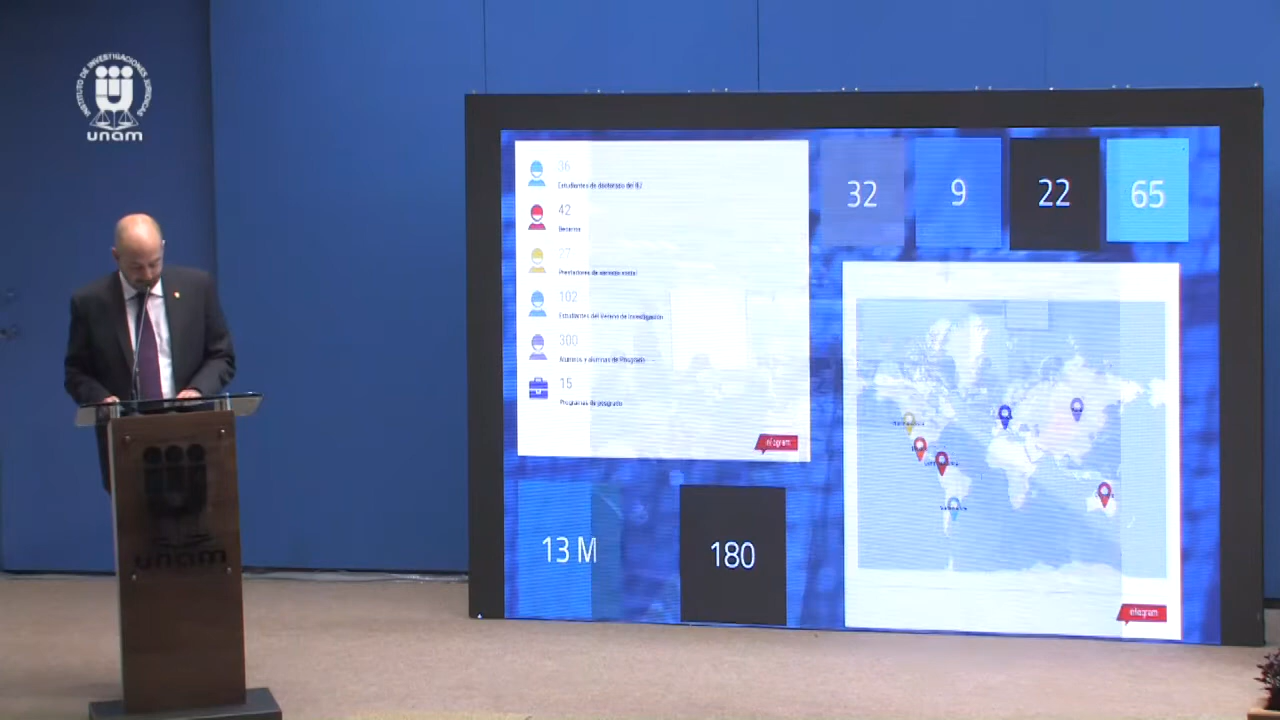 INSTITUTO DE INVESTIGACIONES JURIDICAS
unam
36
Estudiantes de doctorado del IIJ
42
Becarios
Prestadores de servicio social
102
Estudiantes del Verano de Investigación
300
Alumnos y alumnas de Posgrado
15
Programas de posgrado
infogram
32
9
22
65
13 M
180
infogram
unam